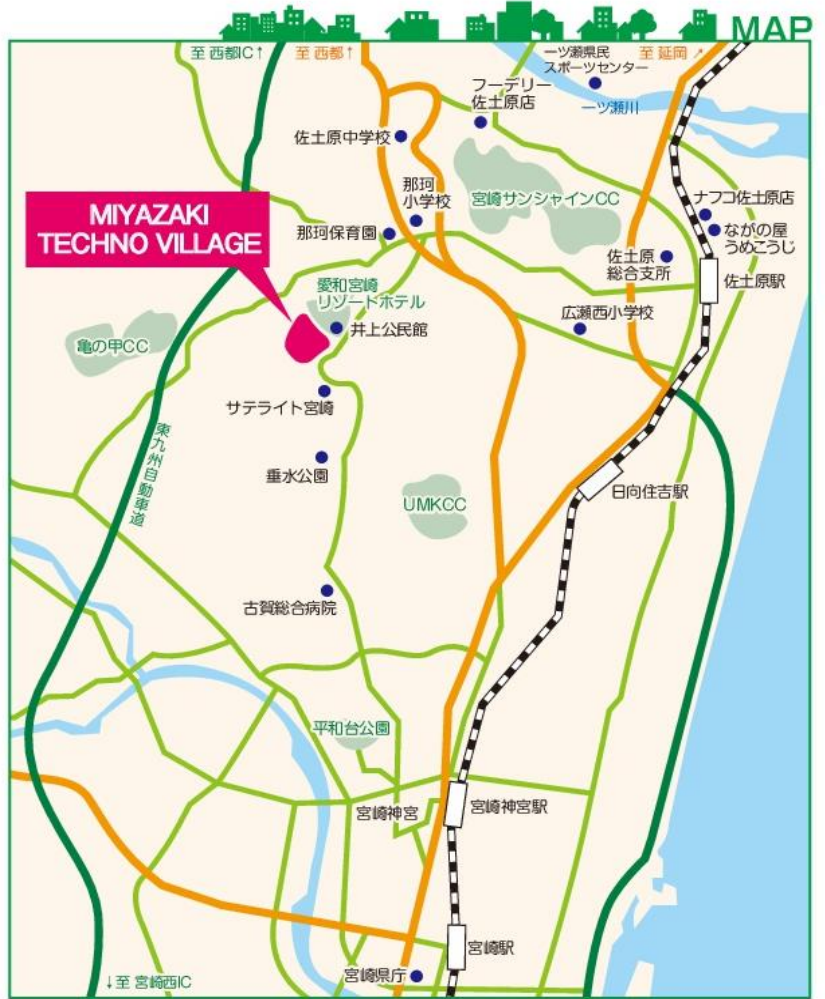 MAP
至 西都IC↑
至 西都↑
一ツ瀬県民
スポーツセンター
至 延岡↗
フーデリー
佐土原店
一ツ瀬川
佐土原中学校
那珂
小学校
宮崎サンシャインCC
ナフコ佐土原店
ながの屋
うめこうじ
MIYAZAKI
TECHNO VILLAGE
那珂保育園
佐土原
総合支所
佐土原駅
愛和宮崎
リゾートホテル
井上公民館
広瀬西小学校
亀の甲CC
サテライト宮崎
東九州自動車道
垂水公園
UMKCC
日向住吉駅
古賀総合病院
平和台公園
宮崎神宮
宮崎神宮駅
宮崎駅
宮崎県庁
↓至 宮崎西IC